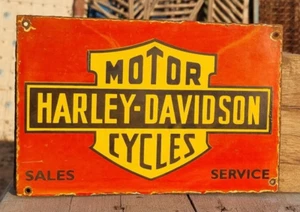 MOTOR
HARLEY-DAVIDSON
CYCLES
SALES SERVICE